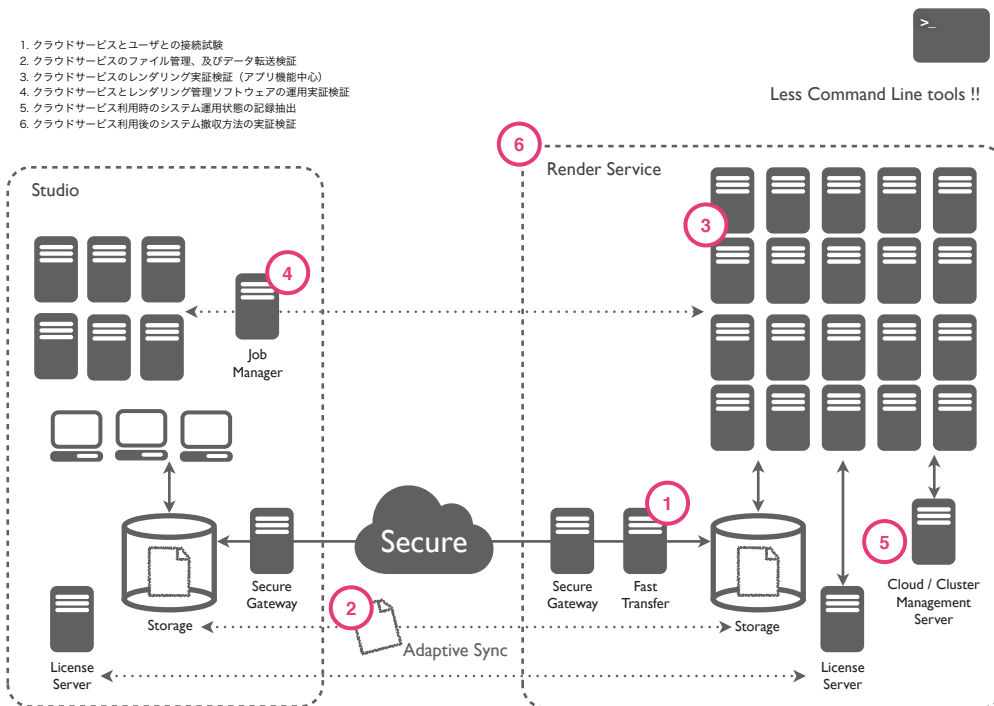 1. クラウドサービスとユーザとの接続試験
2. クラウドサービスのファイル管理、及びデータ転送検証
3. クラウドサービスのレンダリング実証検証（アプリ機能中心）
4. クラウドサービスとレンダリング管理ソフトウェアの運用実証検証
5. クラウドサービス利用時のシステム運用状態の記録抽出
6. クラウドサービス利用後のシステム撤収方法の実証検証
>_
Less Command Line tools !!
6
Studio
Render Service
3
4
Job
Manager
1
Secure
5
Secure
Gateway
Secure
Gateway
Fast
Transfer
Cloud / Cluster
Management
Server
2
Storage
Storage
Adaptive Sync
License
Server
License
Server